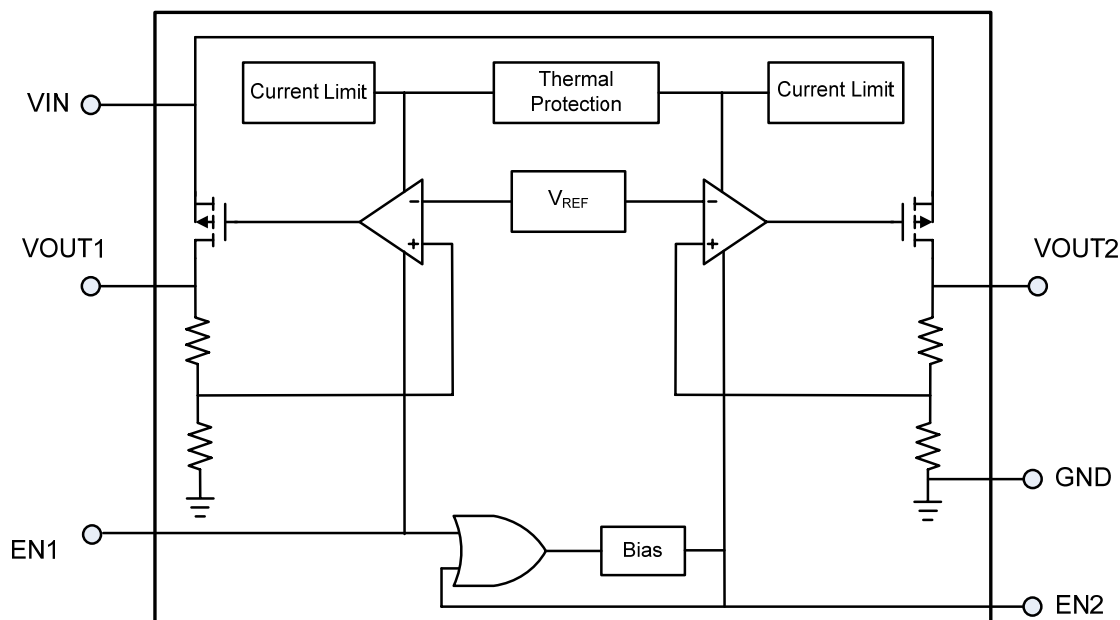 Current Limit
Thermal
Protection
Current Limit
VIN
VREF
-
-
+
+
VOUT1
VOUT2
GND
EN1
Bias
EN2